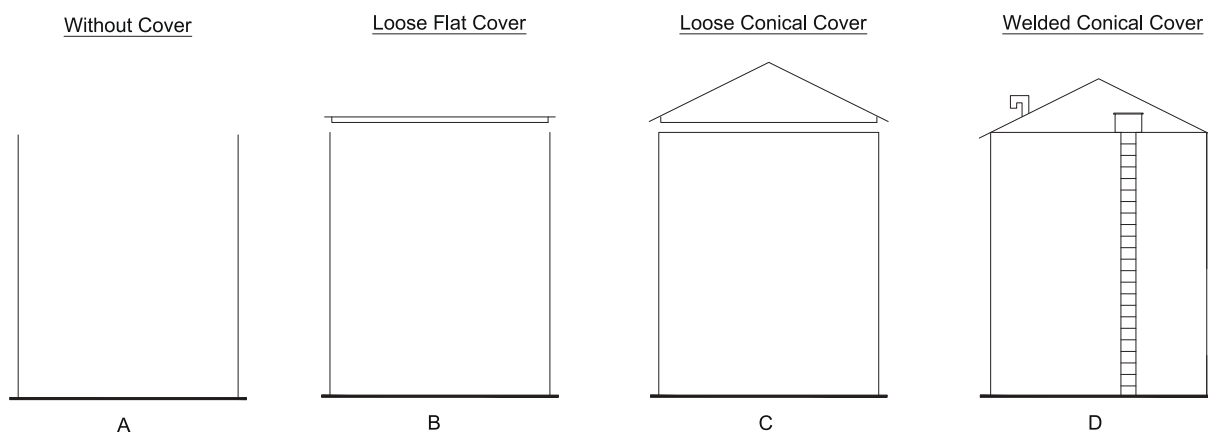 Without Cover
Loose Flat Cover
Loose Conical Cover
Welded Conical Cover
A
B
C
D